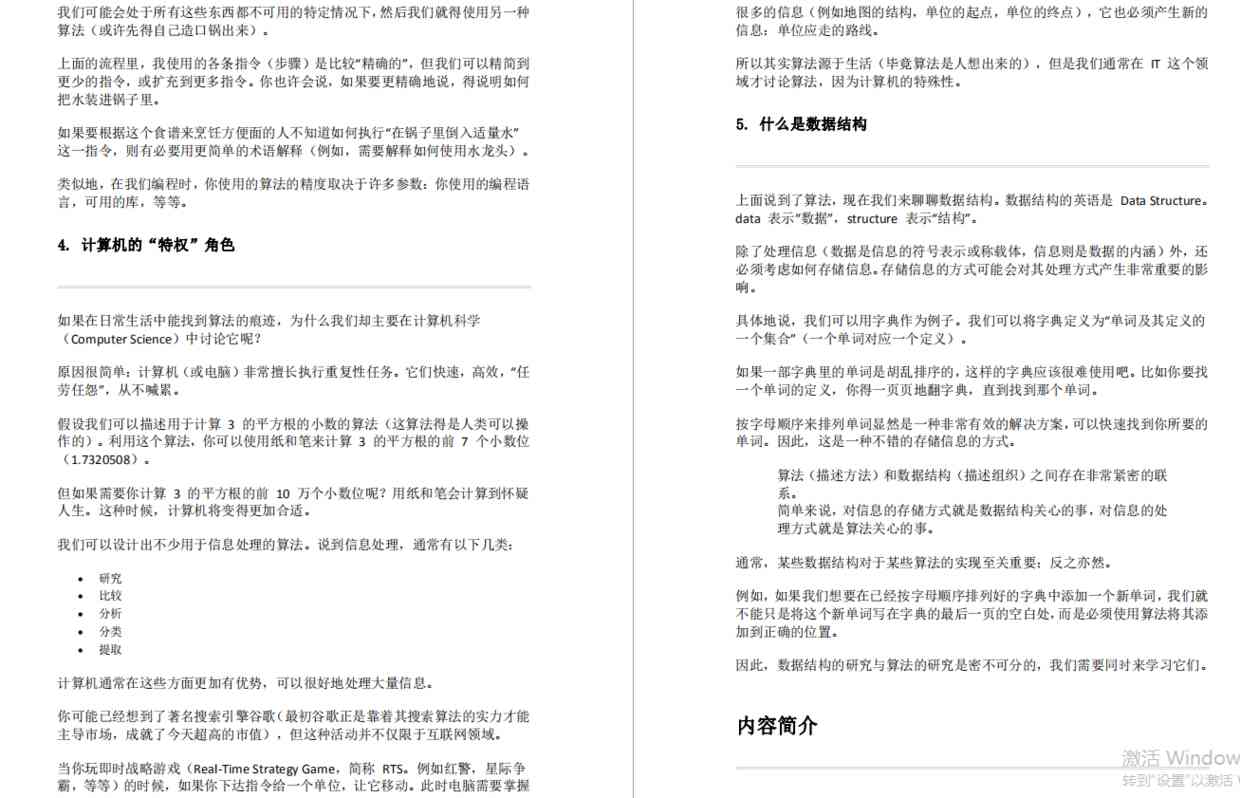 我们可能会处于所有这些东西都不可用的特定情况下，然后我们就得使用另一种
算法（或许先得自己造口锅出来）。
上面的流程里，我使用的各条指令（步骤）是比较“精确的”，但我们可以精简到
更少的指令，或扩充到更多指令。你也许会说，如果要更精确地说，得说明如何
把水装进锅子里。
如果要根据这个食谱来烹饪方便面的人不知道如何执行“在锅子里倒入适量水”
这一指令，则有必要用更简单的术语解释（例如，需要解释如何使用水龙头）。
类似地，在我们编程时，你使用的算法的精度取决于许多参数：你使用的编程语
言，可用的库，等等。
4. 计算机的“特权”角色
如果在日常生活中能找到算法的痕迹，为什么我们却主要在计算机科学
（Computer Science）中讨论它呢？
原因很简单：计算机（或电脑）非常擅长执行重复性任务。它们快速，高效，“任
劳任怨”，从不喊累。
假设我们可以描述用于计算 3 的平方根的小数的算法（这算法得是人类可以操
作的）。利用这个算法，你可以使用纸和笔来计算 3 的平方根的前 7 个小数位
（1.7320508）。
但如果需要你计算 3 的平方根的前 10 万个小数位呢？用纸和笔会计算到怀疑
人生。这种时候，计算机将变得更加合适。
我们可以设计出不少用于信息处理的算法。说到信息处理，通常有以下几类：
• 研究
• 比较
• 分析
• 分类
• 提取
计算机通常在这些方面更加有优势，可以很好地处理大量信息。
你可能已经想到了著名搜索引擎谷歌（最初谷歌正是靠着其搜索算法的实力才能
主导市场，成就了今天超高的市值），但这种活动并不仅限于互联网领域。
当你玩即时战略游戏（Real-Time Strategy Game，简称 RTS。例如红警，星际争
霸，等等）的时候，如果你下达指令给一个单位，让它移动。此时电脑需要掌握
很多的信息（例如地图的结构，单位的起点，单位的终点），它也必须产生新的
信息：单位应走的路线。
所以其实算法源于生活（毕竟算法是人想出来的），但是我们通常在 IT 这个领
域才讨论算法，因为计算机的特殊性。
5. 什么是数据结构
上面说到了算法，现在我们来聊聊数据结构。数据结构的英语是 Data Structure。
data 表示“数据”，structure 表示“结构”。
除了处理信息（数据是信息的符号表示或称载体，信息则是数据的内涵）外，还
必须考虑如何存储信息。存储信息的方式可能会对其处理方式产生非常重要的影
响。
具体地说，我们可以用字典作为例子。我们可以将字典定义为“单词及其定义的
一个集合”（一个单词对应一个定义）。
如果一部字典里的单词是胡乱排序的，这样的字典应该很难使用吧。比如你要找
一个单词的定义，你得一页页地翻字典，直到找到那个单词。
按字母顺序来排列单词显然是一种非常有效的解决方案，可以快速找到你所要的
单词。因此，这是一种不错的存储信息的方式。
算法（描述方法）和数据结构（描述组织）之间存在非常紧密的联
系。
简单来说，对信息的存储方式就是数据结构关心的事，对信息的处
理方式就是算法关心的事。
通常，某些数据结构对于某些算法的实现至关重要；反之亦然。
例如，如果我们想要在已经按字母顺序排列好的字典中添加一个新单词，我们就
不能只是将这个新单词写在字典的最后一页的空白处，而是必须使用算法将其添
加到正确的位置。
因此，数据结构的研究与算法的研究是密不可分的，我们需要同时来学习它们。
内容简介
激活 Window
转到“设置”以激活